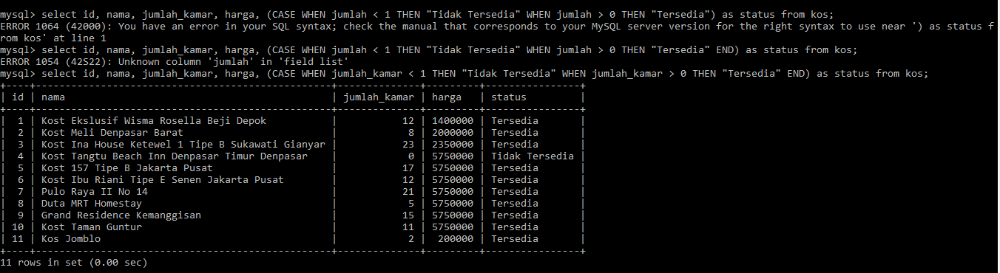 mysql> select id, nama, jumlah_kamar, harga, (CASE WHEN jumlah < 1 THEN "Tidak Tersedia" WHEN jumlah > 0 THEN "Tersedia") as status from kos;
ERROR 1064 (42000): You have an error in your SQL syntax; check the manual that corresponds to your MySQL server version for the right syntax to use near ') as status f
rom kos' at line 1
mysql> select id, nama, jumlah_kamar, harga, (CASE WHEN jumlah < 1 THEN "Tidak Tersedia" WHEN jumlah > 0 THEN "Tersedia" END) as status from kos;
ERROR 1054 (42S22): Unknown column 'jumlah' in 'field list'
mysql> select id, nama, jumlah_kamar, harga, (CASE WHEN jumlah_kamar < 1 THEN "Tidak Tersedia" WHEN jumlah_kamar > 0 THEN "Tersedia" END) as status from kos;
+----+--------------------------------------------------+--------------+---------+----------------+
| id | nama                                             | jumlah_kamar | harga   | status         |
+----+--------------------------------------------------+--------------+---------+----------------+
|  1 | Kost Ekslusif Wisma Rosella Beji Depok           |           12 | 1400000 | Tersedia       |
|  2 | Kost Meli Denpasar Barat                         |            8 | 2000000 | Tersedia       |
|  3 | Kost Ina House Ketewel 1 Tipe B Sukawati Gianyar |           23 | 2350000 | Tersedia       |
|  4 | Kost Tangtu Beach Inn Denpasar Timur Denpasar    |            0 | 5750000 | Tidak Tersedia |
|  5 | Kost 157 Tipe B Jakarta Pusat                    |           17 | 5750000 | Tersedia       |
|  6 | Kost Ibu Riani Tipe E Senen Jakarta Pusat        |           12 | 5750000 | Tersedia       |
|  7 | Pulo Raya II No 14                               |           21 | 5750000 | Tersedia       |
|  8 | Duta MRT Homestay                                |            5 | 5750000 | Tersedia       |
|  9 | Grand Residence Kemanggisan                      |           15 | 5750000 | Tersedia       |
| 10 | Kost Taman Guntur                                |           11 | 5750000 | Tersedia       |
| 11 | Kos Jomblo                                       |            2 |  200000 | Tersedia       |
+----+--------------------------------------------------+--------------+---------+----------------+
11 rows in set (0.00 sec)